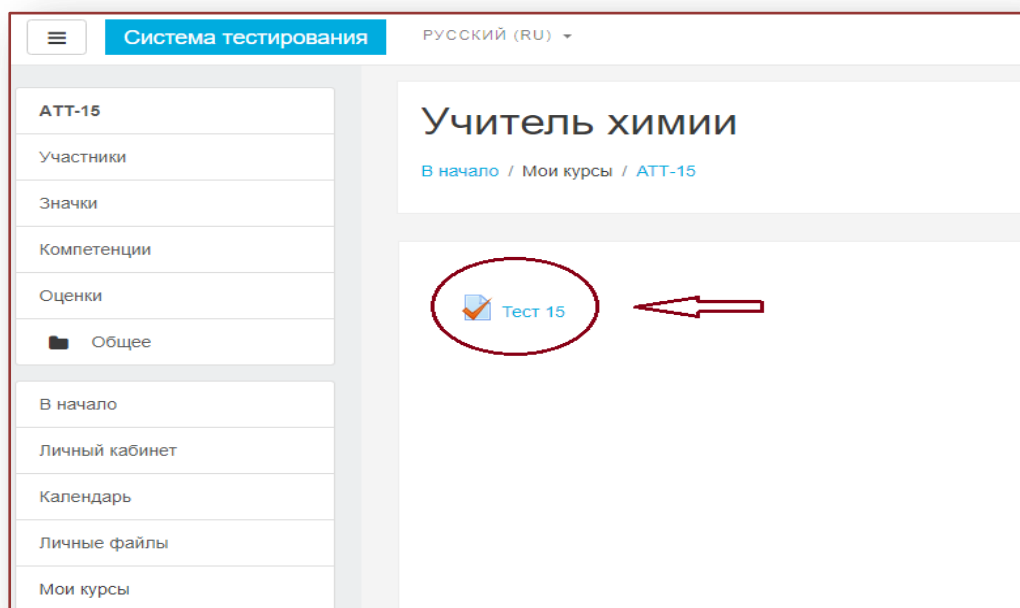 Система тестирования
РУССКИЙ (RU)
АТТ-15
Участники
Значки
Компетенции
Оценки
Общее
В начало
Личный кабинет
Календарь
Личные файлы
Мои курсы
Учитель химии
В начало / Мои курсы / АТТ-15
Тест 15